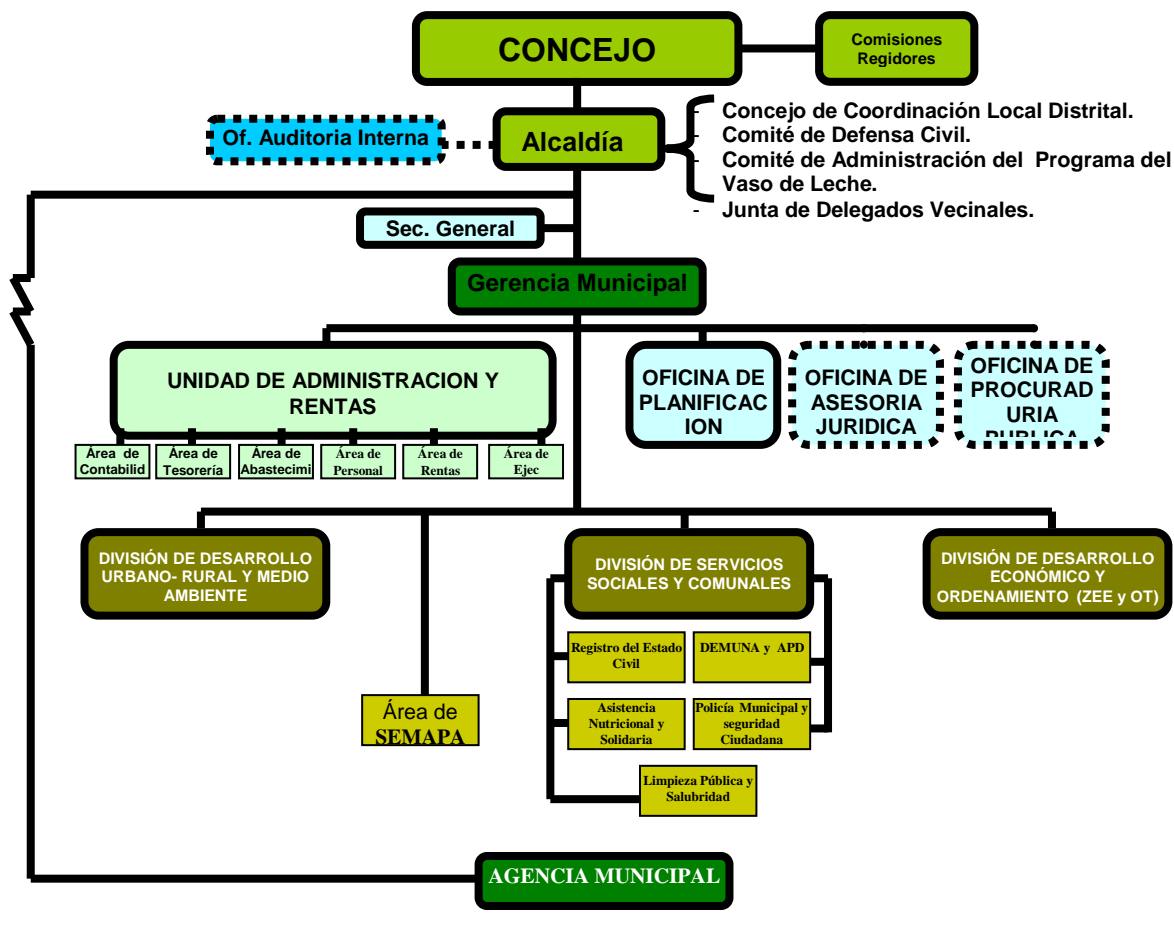 CONCEJO
Comisiones
Regidores
Of. Auditoria Interna
Alcaldía
- Concejo de Coordinación Local Distrital.
- Comité de Defensa Civil.
- Comité de Administración del Programa del
Vaso de Leche.
- Junta de Delegados Vecinales.
Sec. General
Gerencia Municipal
UNIDAD DE ADMINISTRACION Y
RENTAS
OFICINA DE
PLANIFICAC
ION
OFICINA DE
ASESORIA
JURIDICA
OFICINA DE
PROCURAD
URIA
PUBLICA
Área de
Contabilid
Área de
Tesorería
Área de
Abastecimi
Área de
Personal
Área de
Rentas
Área de
Ejec
DIVISIÓN DE DESARROLLO
URBANO- RURAL Y MEDIO
AMBIENTE
DIVISIÓN DE SERVICIOS
SOCIALES Y COMUNALES
DIVISIÓN DE DESARROLLO
ECONÓMICO Y
ORDENAMIENTO (ZEE y OT)
Registro del Estado
Civil
DEMUNA y APD
Área de
SEMAPA
Asistencia
Nutricional y
Solidaria
Policía Municipal y
seguridad
Ciudadana
Limpieza Pública y
Salubridad
AGENCIA MUNICIPAL